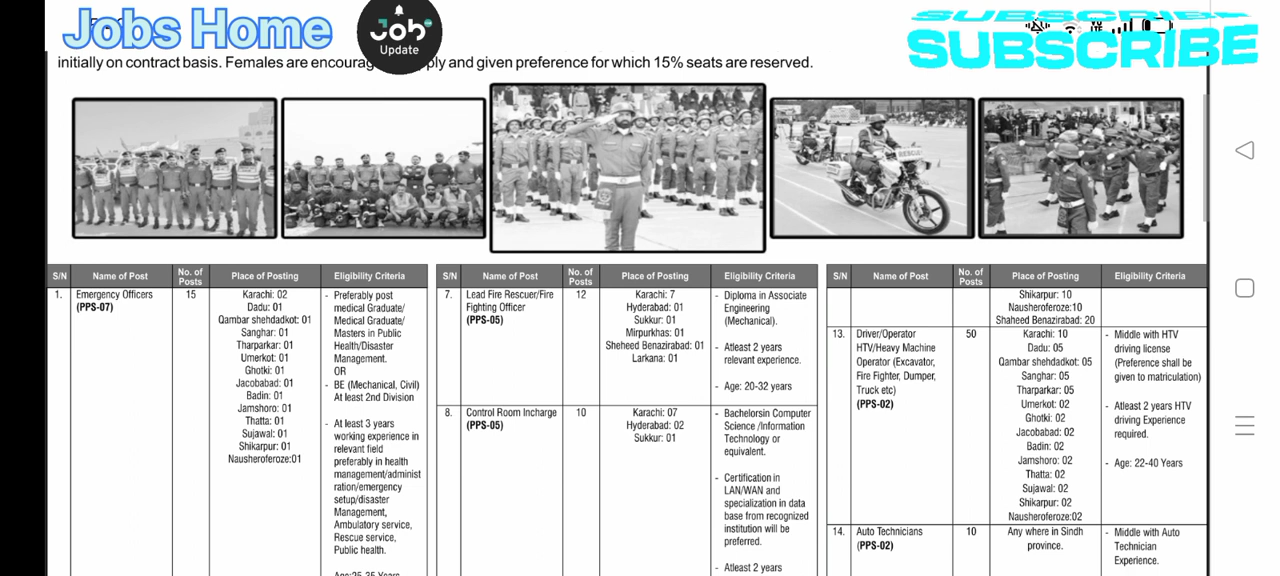 Jobs Home
Job
Update
SUBSCRIBE
SUBSCRIBE
initially on contract basis. Females are encourag ply and given preference for which 15% seats are reserved.
RESCUE
S/N Name of Post No. of Posts Place of Posting Eligibility Criteria
1. Emergency Officers 15 Karachi: 02 - Preferably post
(PPS-07) Dadu: 01 medical Graduate/
Qambar shehdadkot: 01 Medical Graduate/
Sanghar: 01 Masters in Public
Tharparkar: 01 Health/Disaster
Umerkot: 01 Management.
Ghotki: 01 OR
Jacobabad: 01 - BE (Mechanical, Civil)
Badin: 01 At least 2nd Division
Jamshoro: 01
Thatta: 01 - At least 3 years
Sujawal: 01 working experience in
Shikarpur: 01 relevant field
Nausheroferoze:01 preferably in health
management/administ
ration/emergency
setup/disaster
Management,
Ambulatory service,
Rescue service,
Public health.
Age:25-35 Years
S/N Name of Post No. of Posts Place of Posting Eligibility Criteria
7. Lead Fire Rescuer/Fire 12 Karachi: 7 - Diploma in Associate
Fighting Officer Hyderabad: 01 Engineering
(PPS-05) Sukkur: 01 (Mechanical).
Mirpurkhas: 01
Sheheed Benazirabad: 01 - Atleast 2 years
Larkana: 01 relevant experience.
- Age: 20-32 years
8. Control Room Incharge 10 Karachi: 07 - Bachelorsin Computer
(PPS-05) Hyderabad: 02 Science /Information
Sukkur: 01 Technology or
equivalent.
- Certification in
LAN/WAN and
specialization in data
base from recognized
institution will be
preferred.
- Atleast 2 years
S/N Name of Post No. of Posts Place of Posting Eligibility Criteria
Shikarpur: 10
Nausheroferoze:10
Shaheed Benazirabad: 20
13. Driver/Operator 50 Karachi: 10 - Middle with HTV
HTV/Heavy Machine Dadu: 05 driving license
Operator (Excavator, Qambar shehdadkot: 05 (Preference shall be
Fire Fighter, Dumper, Sanghar: 05 given to matriculation)
Truck etc) Tharparkar: 05
(PPS-02) Umerkot: 02 - Atleast 2 years HTV
Ghotki: 02 driving Experience
Jacobabad: 02 required.
Badin: 02
Jamshoro: 02 - Age: 22-40 Years
Thatta: 02
Sujawal: 02
Shikarpur: 02
Nausheroferoze:02
14. Auto Technicians 10 Any where in Sindh - Middle with Auto
(PPS-02) province. Technician
Experience.